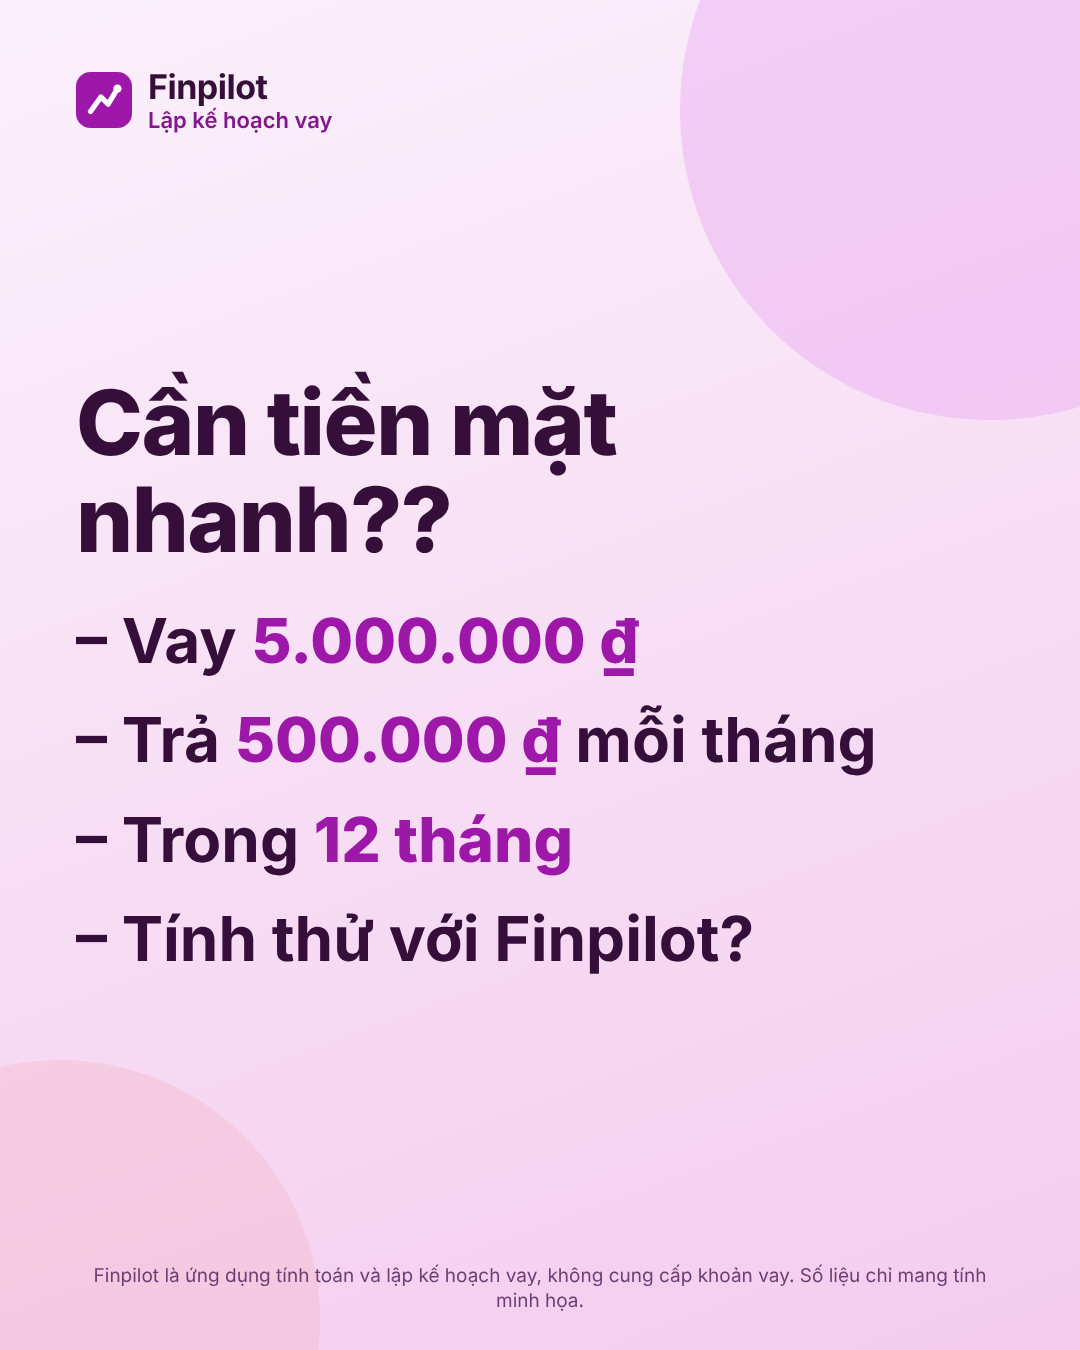 Finpilot
Lập kế hoạch vay
Cần tiền mặt
nhanh??
– Vay 5.000.000 ₫
– Trả 500.000 ₫ mỗi tháng
– Trong 12 tháng
– Tính thử với Finpilot?
Finpilot là ứng dụng tính toán và lập kế hoạch vay, không cung cấp khoản vay. Số liệu chỉ mang tính
minh họa.